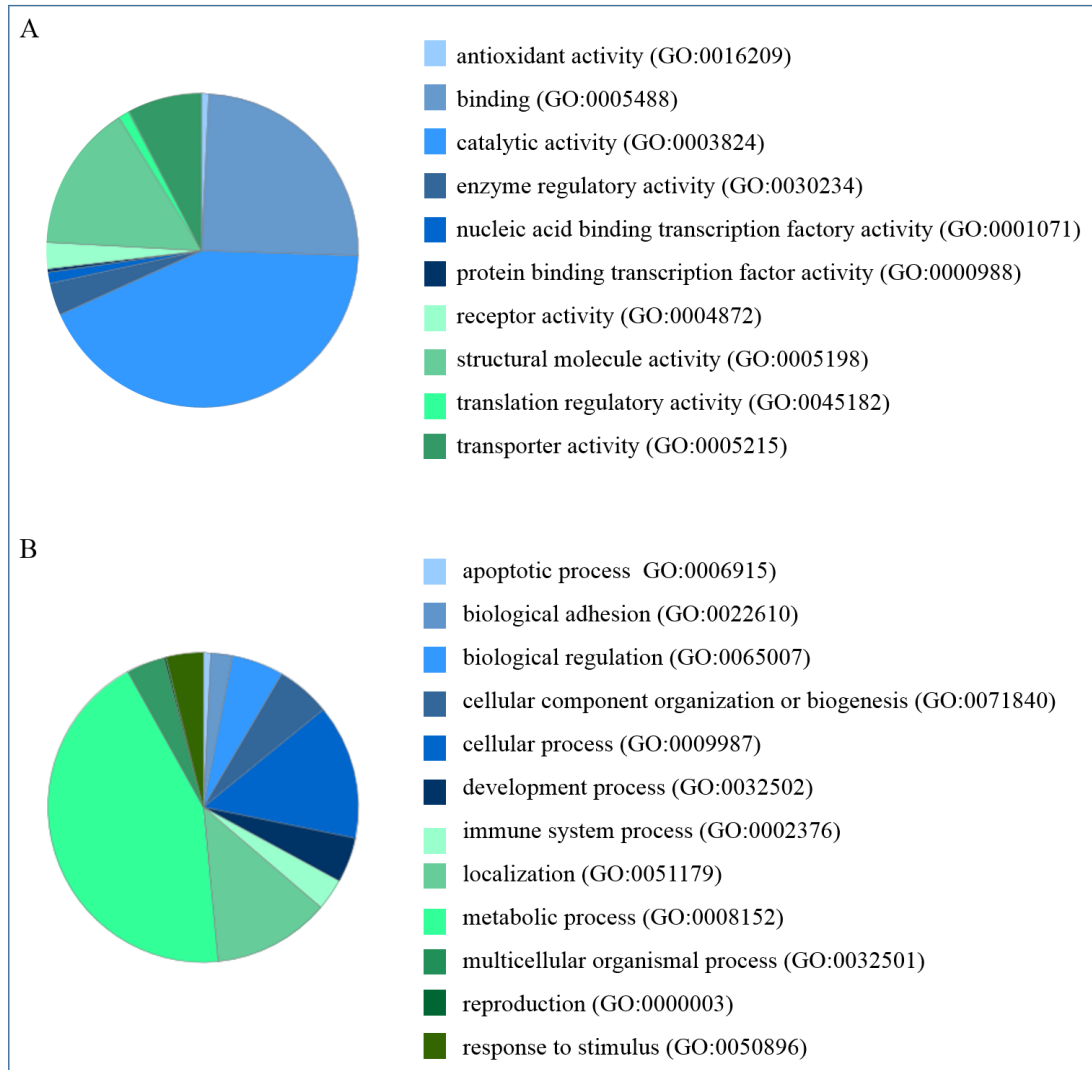 A
antioxidant activity (GO:0016209)
binding (GO:0005488)
catalytic activity (GO:0003824)
enzyme regulatory activity (GO:0030234)
nucleic acid binding transcription factory activity (GO:0001071)
protein binding transcription factor activity (GO:0000988)
receptor activity (GO:0004872)
structural molecule activity (GO:0005198)
translation regulatory activity (GO:0045182)
transporter activity (GO:0005215)
B
apoptotic process  GO:0006915)
biological adhesion (GO:0022610)
biological regulation (GO:0065007)
cellular component organization or biogenesis (GO:0071840)
cellular process (GO:0009987)
development process (GO:0032502)
immune system process (GO:0002376)
localization (GO:0051179)
metabolic process (GO:0008152)
multicellular organismal process (GO:0032501)
reproduction (GO:0000003)
response to stimulus (GO:0050896)